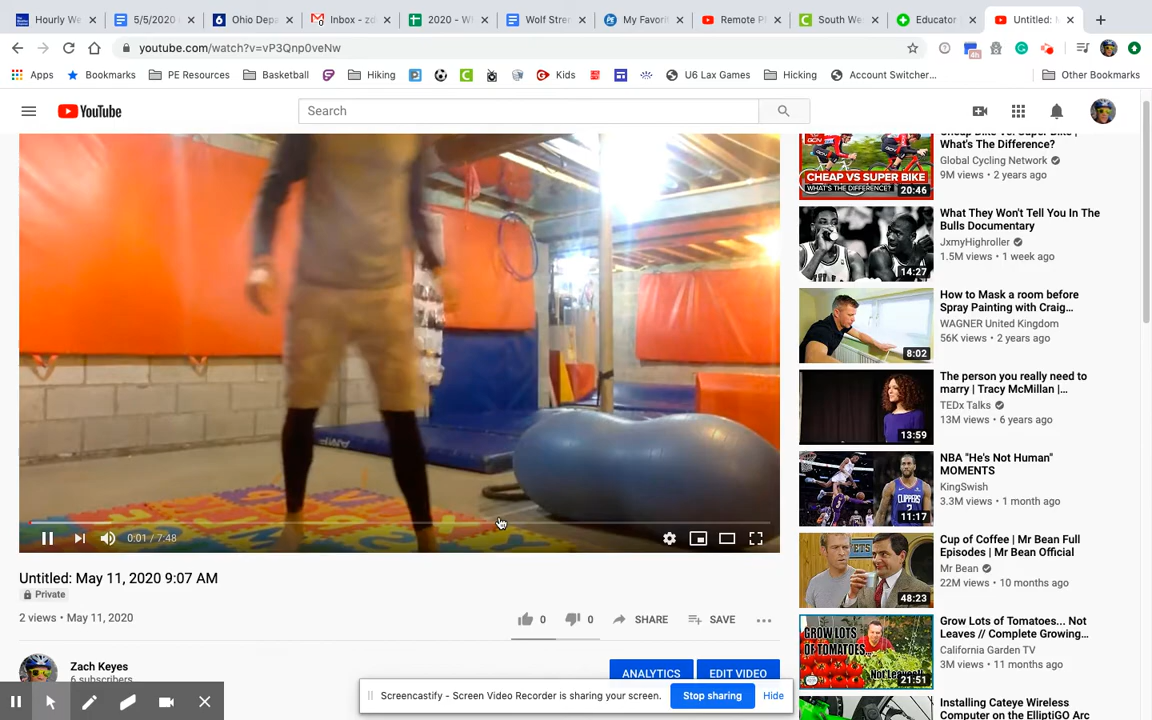 Hourly We
5/5/2020
Ohio Depa
Inbox - zd
2020 - W
Wolf Stre
My Favori
Remote P
South We
Educator
Untitled: M
youtube.com/watch?v=vP3Qnp0veNw
Apps
Bookmarks
PE Resources
Basketball
Hiking
Kids
U6 Lax Games
Hicking
Account Switcher...
Other Bookmarks
YouTube
Search
Cheap Bike Vs. Super Bike |
What's The Difference?
Global Cycling Network
9M views • 2 years ago
CHEAP VS SUPER BIKE
WHAT'S THE DIFFERENCE?
20:46
What They Won't Tell You In The
Bulls Documentary
JxmyHighroller
1.5M views • 1 week ago
14:27
How to Mask a room before
Spray Painting with Craig...
WAGNER United Kingdom
56K views • 2 years ago
8:02
The person you really need to
marry | Tracy McMillan |...
TEDx Talks
13M views • 6 years ago
13:59
NBA "He's Not Human"
MOMENTS
KingSwish
3.3M views • 1 month ago
CLIPPERS
11:17
Cup of Coffee | Mr Bean Full
Episodes | Mr Bean Official
Mr Bean
22M views • 10 months ago
48:23
Grow Lots of Tomatoes... Not
Leaves // Complete Growing...
California Garden TV
3M views • 11 months ago
GROW LOTS
OF
TOMATOES...
Not Leaves!
21:51
Installing Cateye Wireless
Computer on the ElliptiGO Arc
0:01 / 7:48
Untitled: May 11, 2020 9:07 AM
Private
2 views • May 11, 2020
0
0
SHARE
SAVE
Zach Keyes
6 subscribers
ANALYTICS
EDIT VIDEO
Screencastify - Screen Video Recorder is sharing your screen.
Stop sharing
Hide